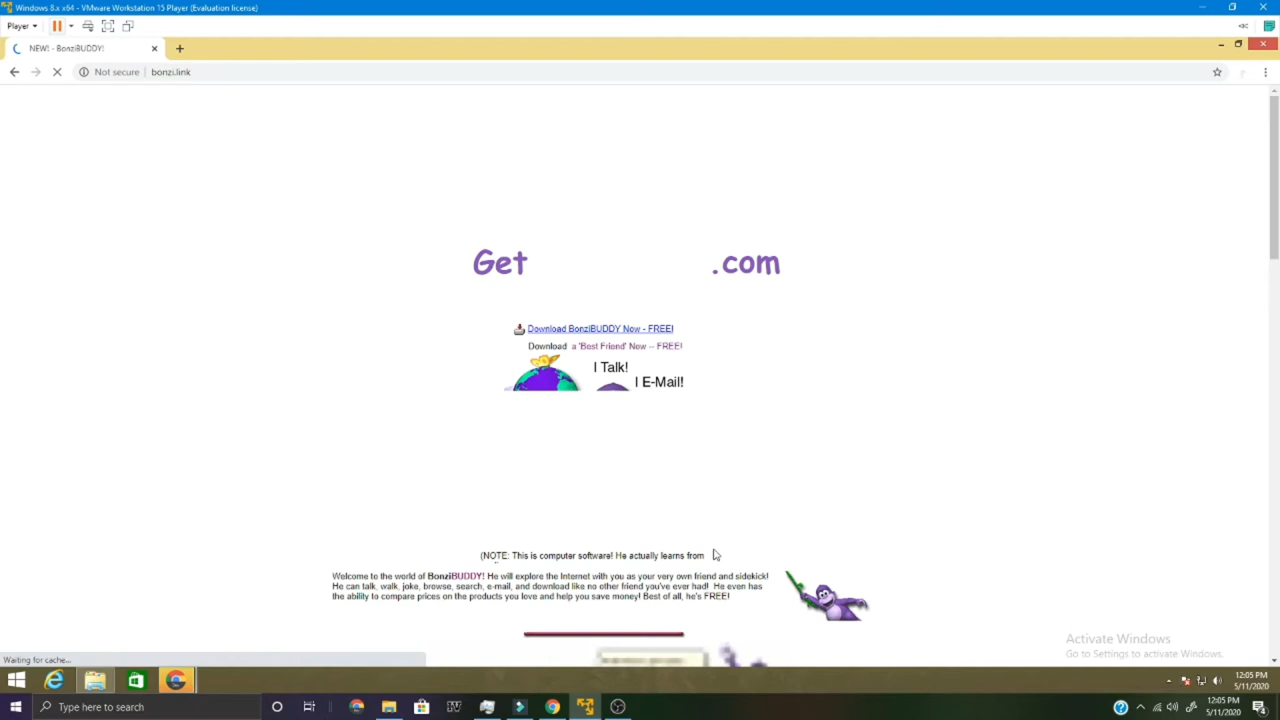 Windows 8.x x64 - VMware Workstation 15 Player (Evaluation license)
Player
NEW! - BonziBUDDY!
Not secure
bonzi.link
Get .com
Download BonziBUDDY Now - FREE!
Download a 'Best Friend' Now -- FREE!
I Talk!
I E-Mail!
(NOTE: This is computer software! He actually learns from
Welcome to the world of BonziBUDDY! He will explore the Internet with you as your very own friend and sidekick!
He can talk, walk, joke, browse, search, e-mail, and download like no other friend you've ever had! He even has
the ability to compare prices on the products you love and help you save money! Best of all, he's FREE!
Activate Windows
Go to Settings to activate Windows.
Waiting for cache...
12:05 PM
5/11/2020
Type here to search
12:05 PM
5/11/2020
4